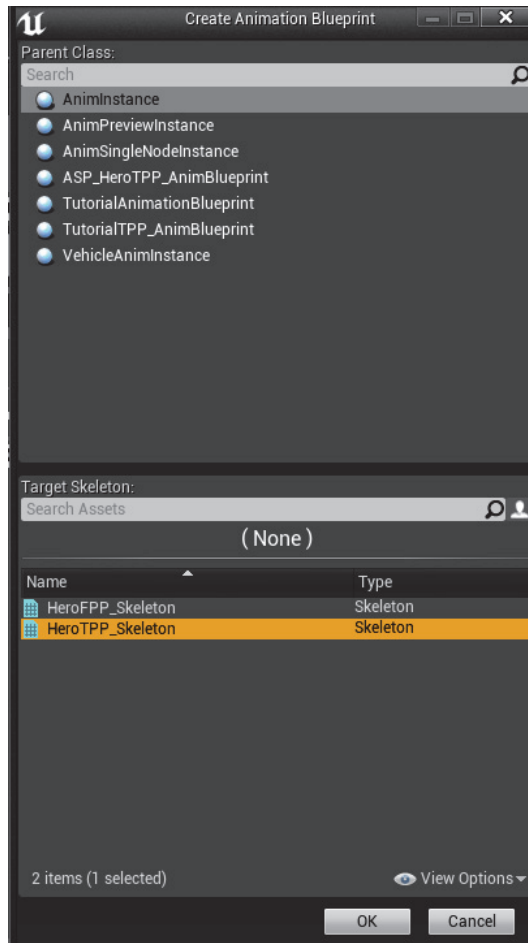 Create Animation Blueprint
Parent Class:
Search
AnimInstance
AnimPreviewInstance
AnimSingleNodeInstance
ASP_HeroTPP_AnimBlueprint
TutorialAnimationBlueprint
TutorialTPP_AnimBlueprint
VehicleAnimInstance
Target Skeleton:
Search Assets
( None )
Name Type
HeroFPP_Skeleton Skeleton
HeroTPP_Skeleton Skeleton
2 items (1 selected) View Options
OK Cancel